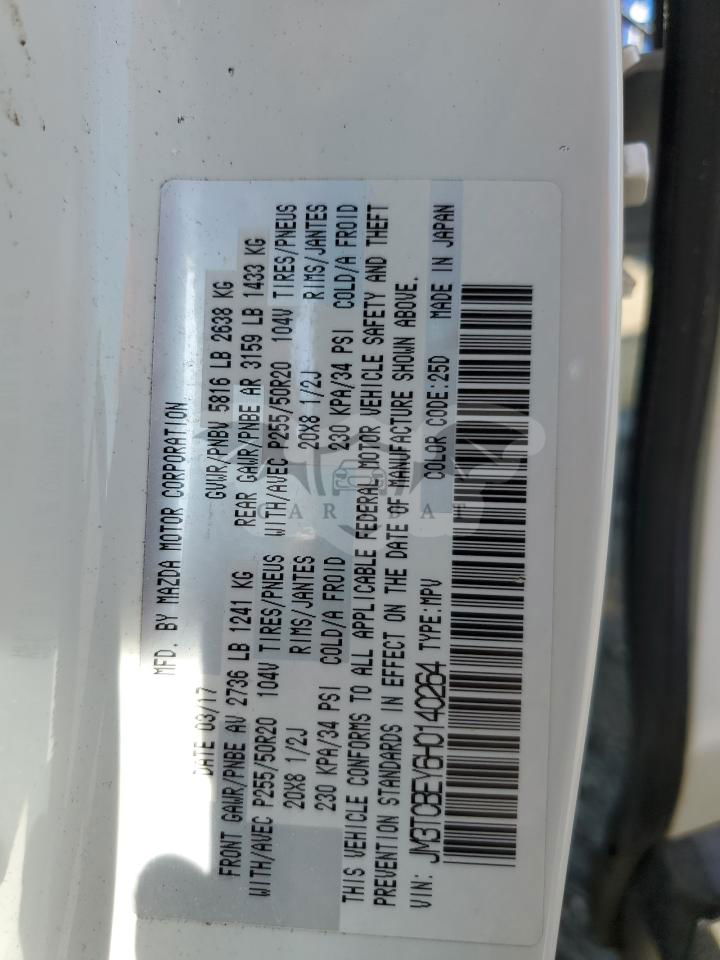 MFD. BY MAZDA MOTOR CORPORATION
DATE 03/17 GVWR/PNBV 5816 LB 2638 KG
FRONT GAWR/PNBE AV 2736 LB 1241 KG REAR GAWR/PNBE AR 3159 LB 1433 KG
WITH/AVEC P255/50R20 104V TIRES/PNEUS WITH/AVEC P255/50R20 104V TIRES/PNEUS
20X8 1/2J RIMS/JANTES 20X8 1/2J RIMS/JANTES
230 KPA/34 PSI COLD/A FROID 230 KPA/34 PSI COLD/A FROID
THIS VEHICLE CONFORMS TO ALL APPLICABLE FEDERAL MOTOR VEHICLE SAFETY AND THEFT
PREVENTION STANDARDS IN EFFECT ON THE DATE OF MANUFACTURE SHOWN ABOVE.
VIN: JM3TCBEY6H0140264 TYPE:MPV COLOR CODE:25D MADE IN JAPAN
CARCBAT